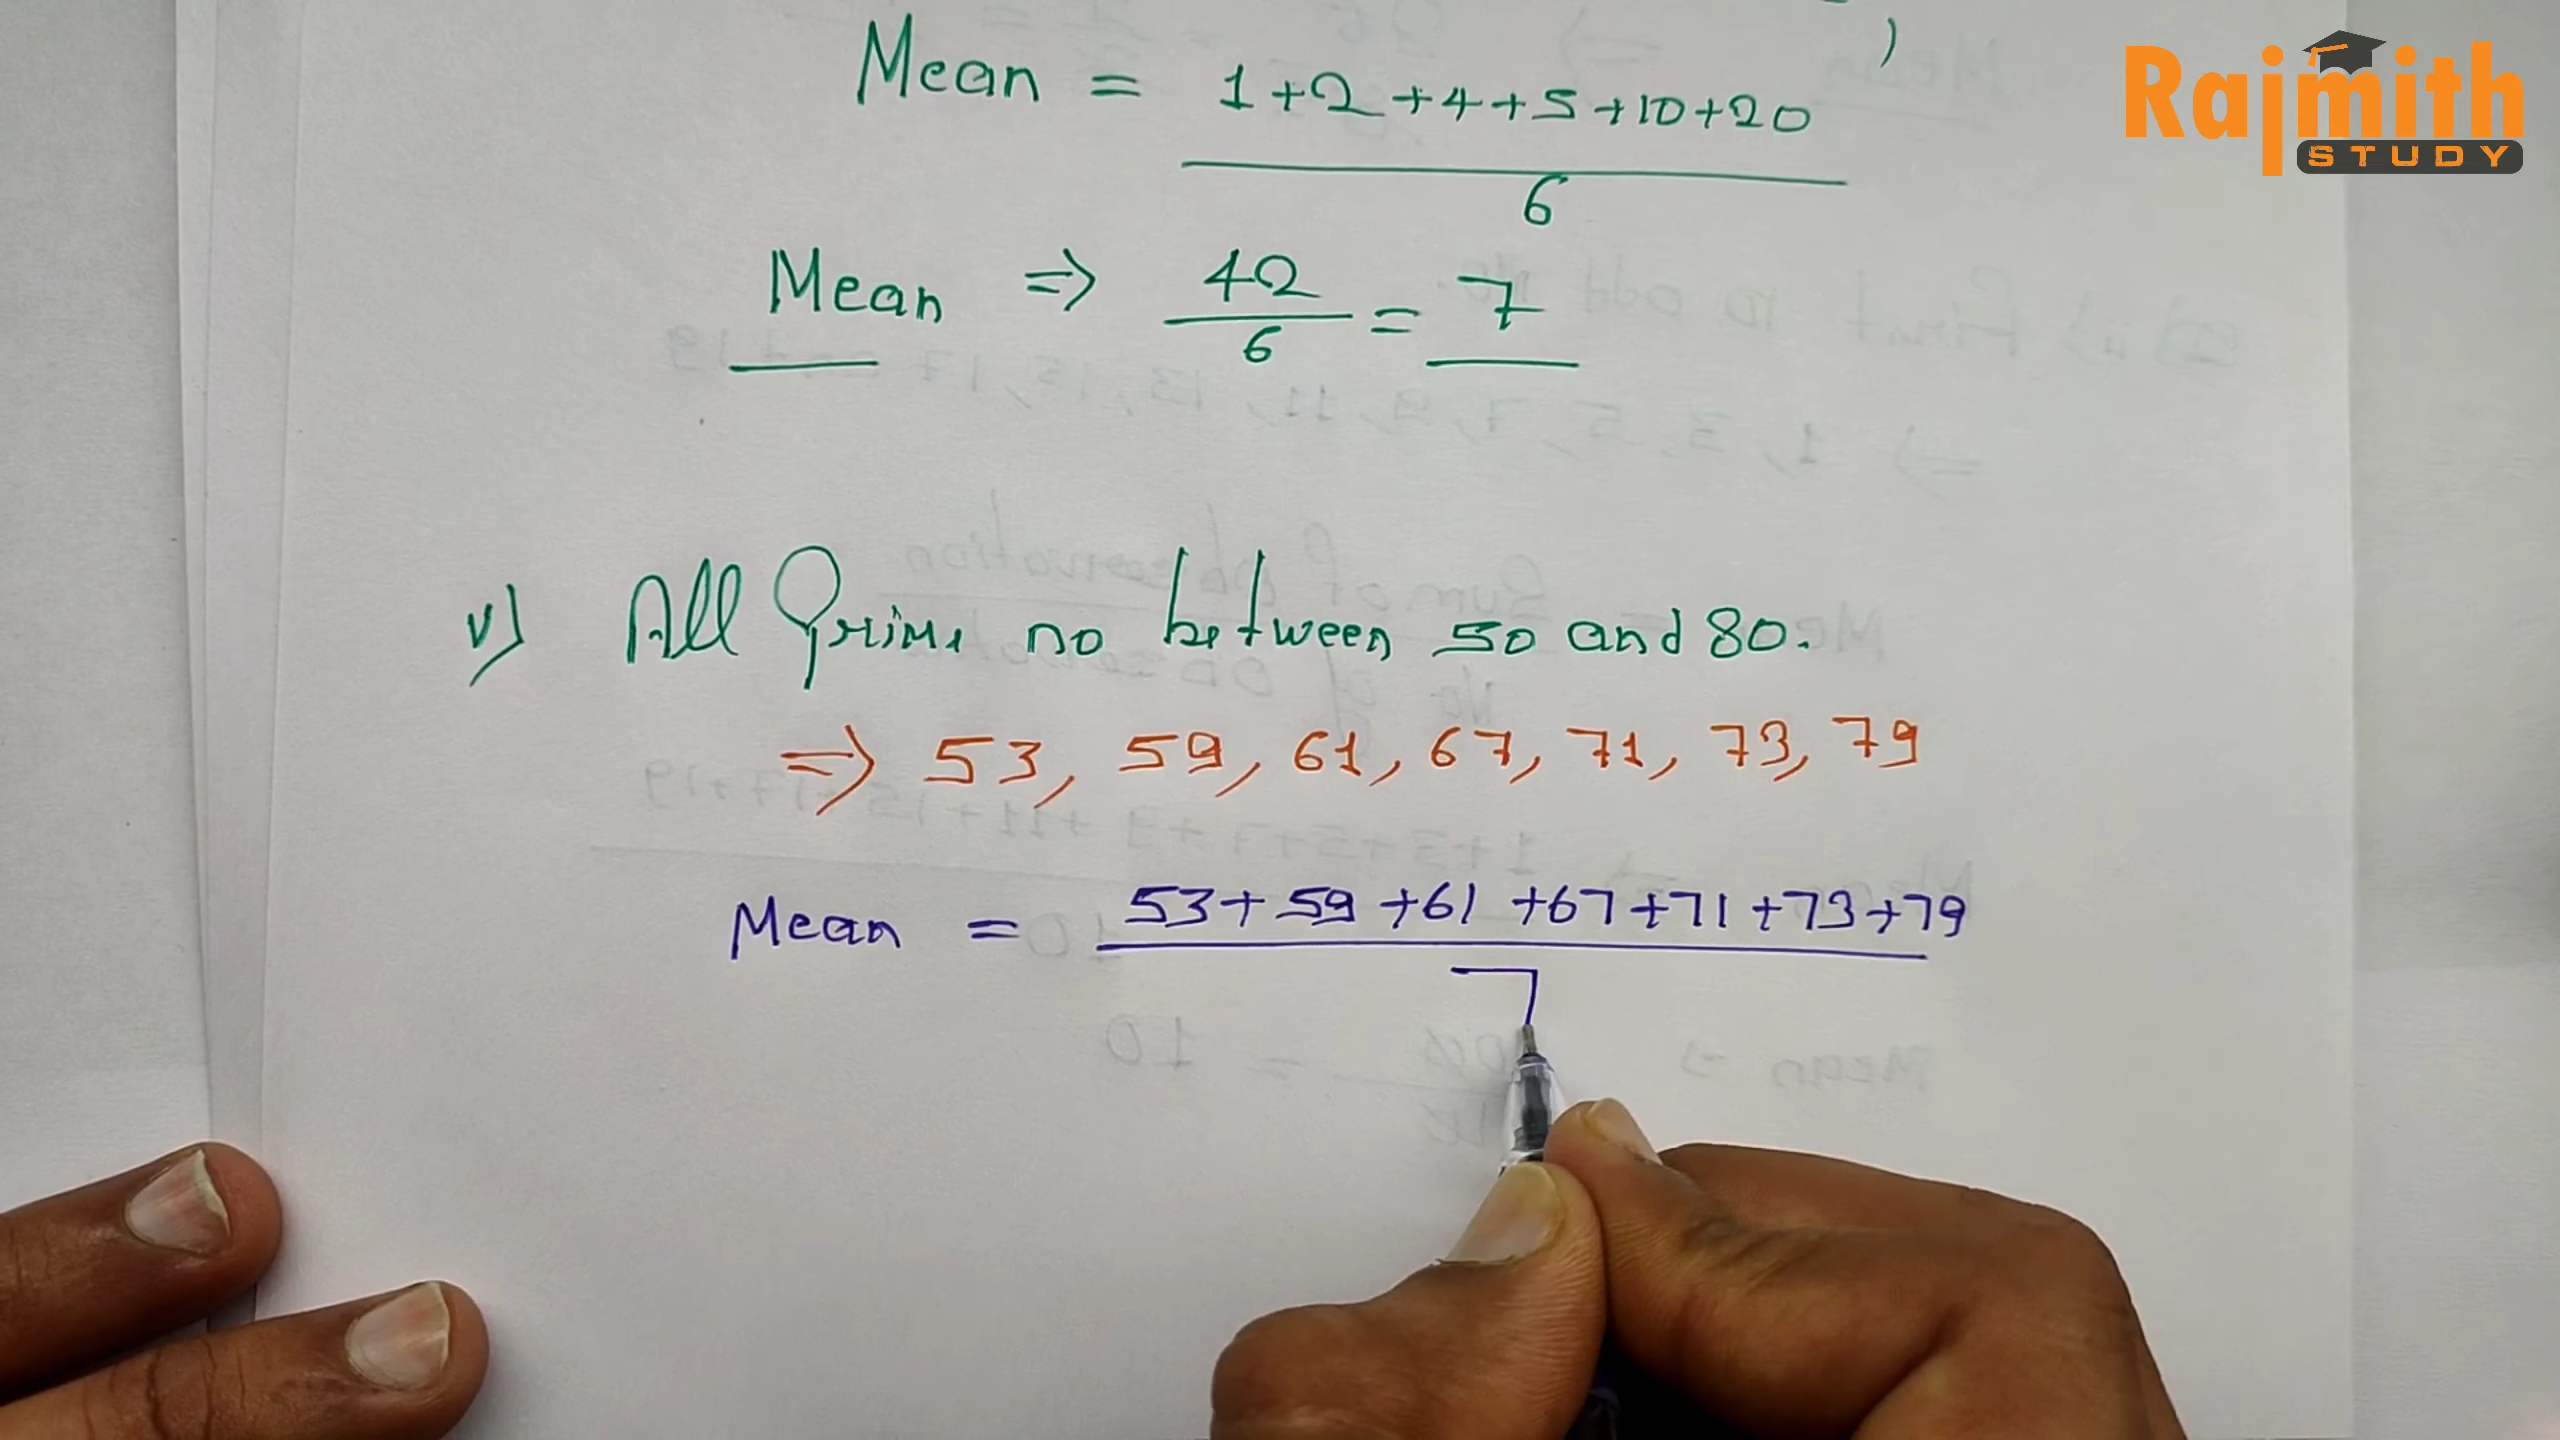 Rajmith
STUDY
Mean = 1+2+4+5+10+20
6
Mean ⇒ 42/6 = 7
v) All Prime no between 50 and 80.
⇒ 53, 59, 61, 67, 71, 73, 79
Mean = 53+59+61+67+71+73+79
7